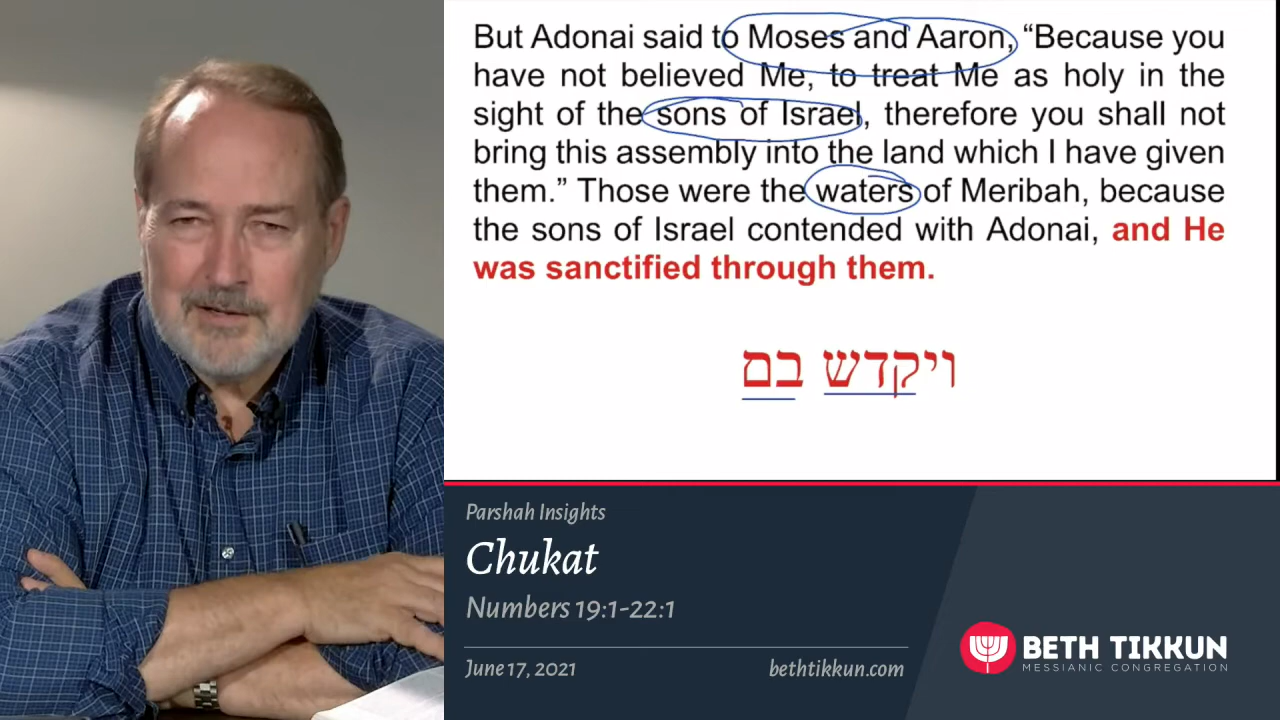 But Adonai said to Moses and Aaron, “Because you
have not believed Me, to treat Me as holy in the
sight of the sons of Israel, therefore you shall not
bring this assembly into the land which I have given
them.” Those were the waters of Meribah, because
the sons of Israel contended with Adonai, and He
was sanctified through them.
ויקדש בם
Parshah Insights
Chukat
Numbers 19:1-22:1
June 17, 2021
bethtikkun.com
BETH TIKKUN
MESSIANIC CONGREGATION